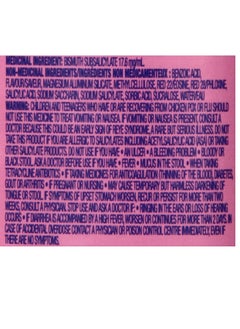 MEDICINAL INGREDIENT: BISMUTH SUBSALICYLATE 17.6 mg/mL.
NON-MEDICINAL INGREDIENTS/INGRÉDIENTS NON MÉDICAMENTEUX: BENZOIC ACID,
FLAVOUR/SAVEUR, MAGNESIUM ALUMINUM SILICATE, METHYLCELLULOSE, RED 22/EOSINE, RED 28/PHLOXINE,
SALICYLIC ACID, SODIUM SACCHARIN, SODIUM SALICYLATE, SORBIC ACID, SUCRALOSE, WATER/EAU
WARNING: CHILDREN AND TEENAGERS WHO HAVE OR ARE RECOVERING FROM CHICKEN POX OR FLU SHOULD
NOT USE THIS MEDICINE TO TREAT VOMITING OR NAUSEA. IF VOMITING OR NAUSEA IS PRESENT, CONSULT A
DOCTOR BECAUSE THIS COULD BE AN EARLY SIGN OF REYE SYNDROME, A RARE BUT SERIOUS ILLNESS. DO NOT
TAKE THIS PRODUCT IF YOU ARE ALLERGIC TO SALICYLATES INCLUDING ACETYLSALICYLIC ACID (ASA) OR TAKING
OTHER SALICYLATE PRODUCTS. DO NOT USE IF YOU HAVE • AN ULCER • A BLEEDING PROBLEM • BLOODY OR
BLACK STOOL. ASK A DOCTOR BEFORE USE IF YOU HAVE • FEVER • MUCUS IN THE STOOL • WHEN TAKING
TETRACYCLINE ANTIBIOTICS • IF TAKING MEDICINES FOR ANTICOAGULATION (THINNING OF THE BLOOD), DIABETES,
GOUT OR ARTHRITIS • IF PREGNANT OR NURSING • MAY CAUSE TEMPORARY BUT HARMLESS DARKENING OF
TONGUE OR STOOL. IF SYMPTOMS OF UPSET STOMACH WORSEN, RECUR OR PERSIST FOR MORE THAN TWO
WEEKS, CONSULT A PHYSICIAN. STOP USE AND ASK A DOCTOR IF: • RINGING IN THE EARS OR LOSS OF HEARING
OCCURS • IF DIARRHEA IS ACCOMPANIED BY A HIGH FEVER, WORSENS OR CONTINUES FOR MORE THAN 2 DAYS. IN
CASE OF ACCIDENTAL OVERDOSE CONTACT A PHYSICIAN OR POISON CONTROL CENTRE IMMEDIATELY, EVEN IF
THERE ARE NO SYMPTOMS.